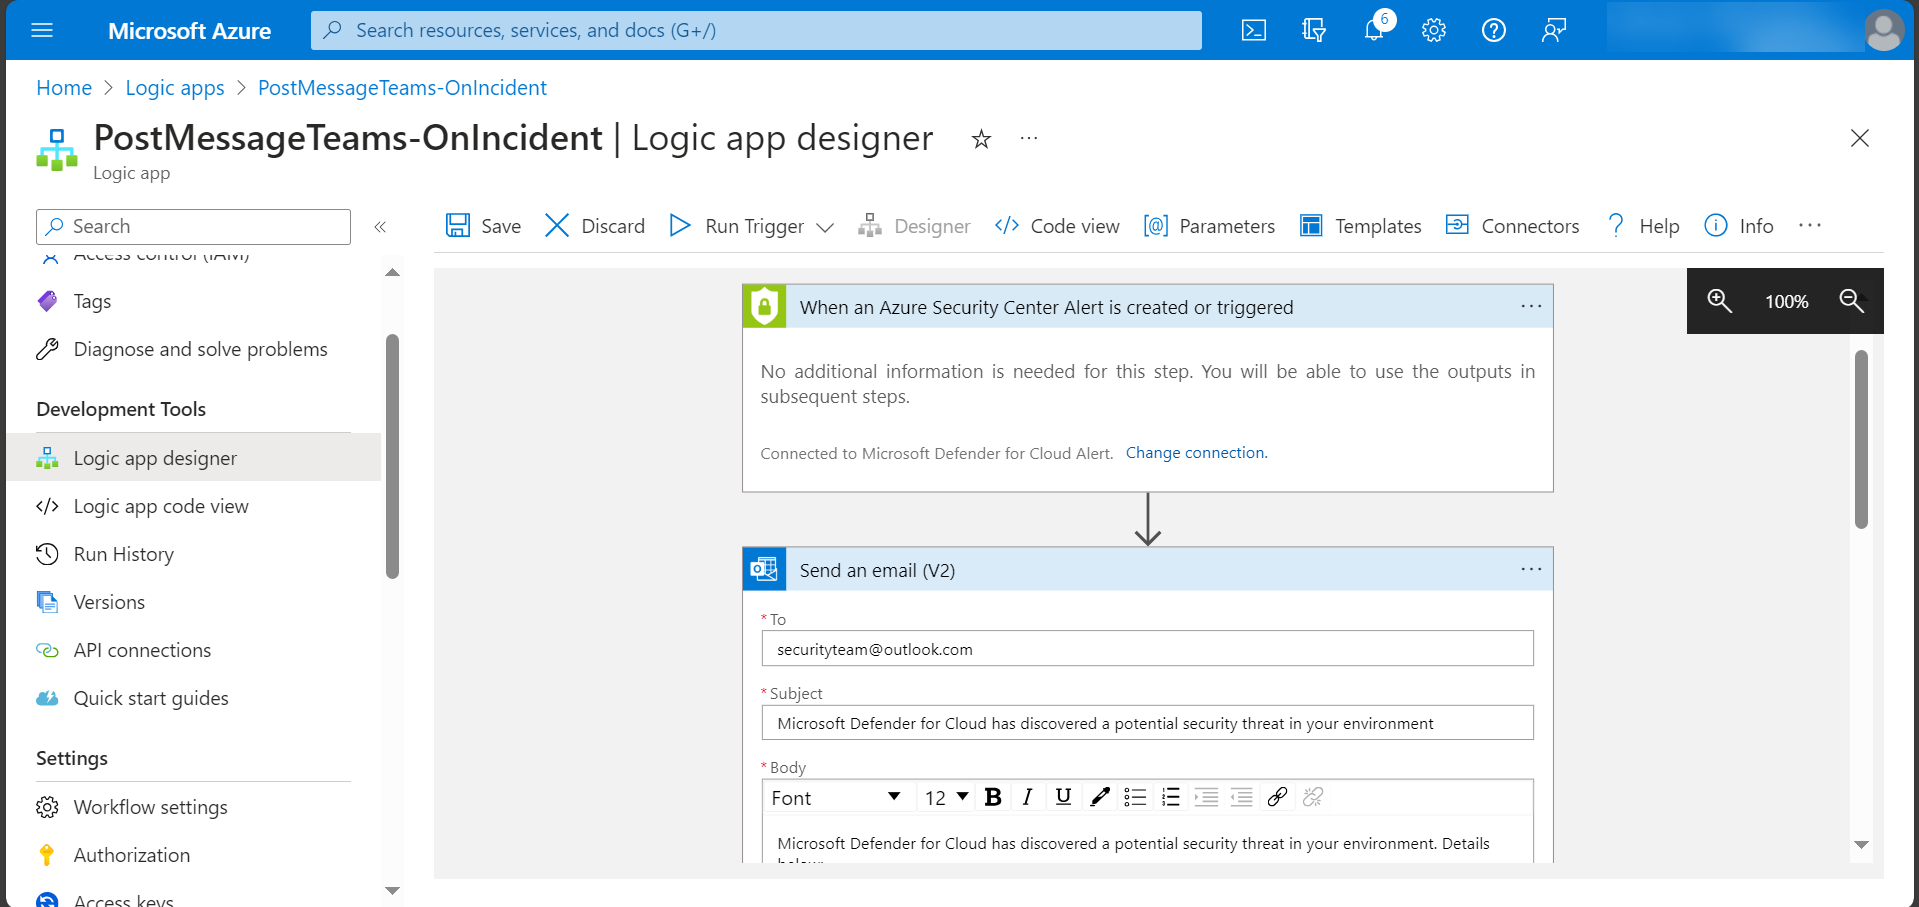 Microsoft Azure
Search resources, services, and docs (G+/)
6
Home > Logic apps > PostMessageTeams-OnIncident
PostMessageTeams-OnIncident | Logic app designer
Logic app
Search
Save
Discard
Run Trigger
Designer
Code view
Parameters
Templates
Connectors
Help
Info
Access control (IAM)
Tags
Diagnose and solve problems
Development Tools
Logic app designer
Logic app code view
Run History
Versions
API connections
Quick start guides
Settings
Workflow settings
Authorization
Access keys
When an Azure Security Center Alert is created or triggered
100%
No additional information is needed for this step. You will be able to use the outputs in
subsequent steps.
Connected to Microsoft Defender for Cloud Alert. Change connection.
Send an email (V2)
* To
securityteam@outlook.com
* Subject
Microsoft Defender for Cloud has discovered a potential security threat in your environment
* Body
Font
12
B
I
U
Microsoft Defender for Cloud has discovered a potential security threat in your environment. Details
below: